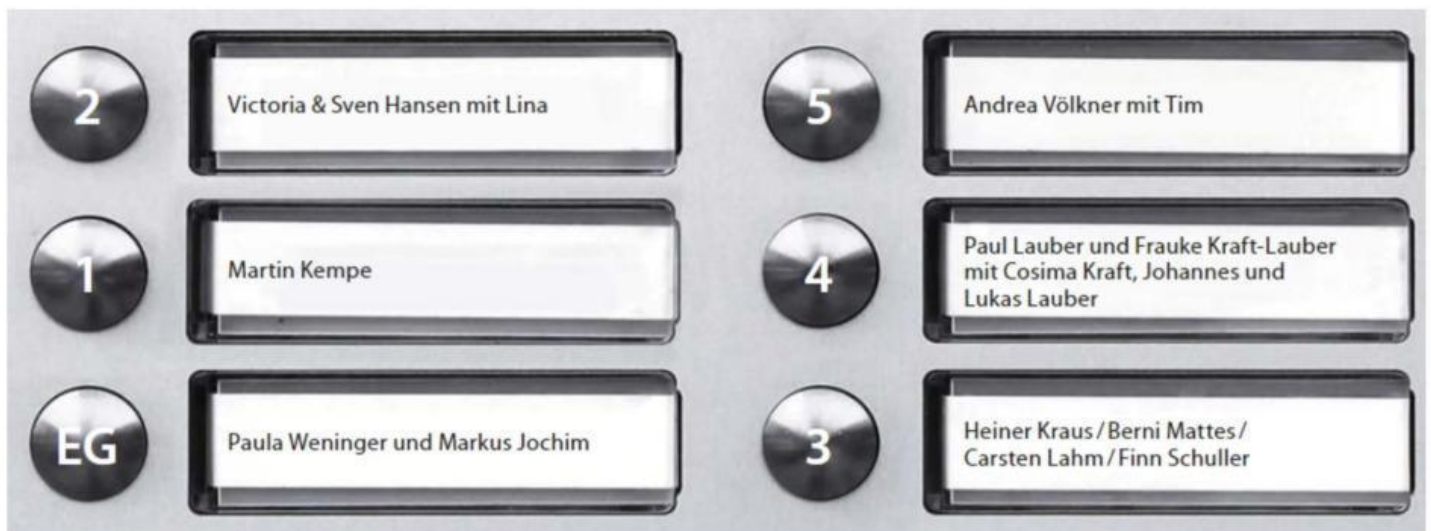 2
Victoria & Sven Hansen mit Lina
1
Martin Kempe
EG
Paula Weninger und Markus Jochim
5
Andrea Völkner mit Tim
4
Paul Lauber und Frauke Kraft-Lauber
mit Cosima Kraft, Johannes und
Lukas Lauber
3
Heiner Kraus/Berni Mattes/
Carsten Lahm/Finn Schuller